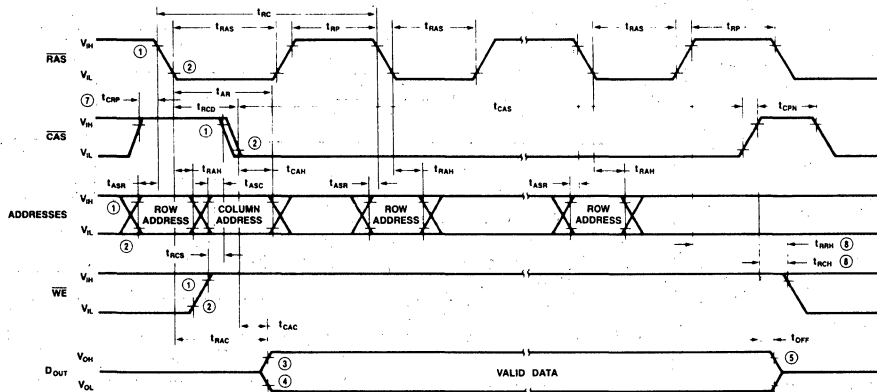 tRC
tRAS tRP tRAS tRAS tRP
VIH
RAS ① ②
VIL
tAR
⑦ tCRP tRCD tCAS tCPN
VIH
CAS ① ②
VIL
tRAH tCAH tRAH tRAH
tASR tASC tASR tASR
VIH
ADDRESSES ① ROW ADDRESS COLUMN ADDRESS ROW ADDRESS ROW ADDRESS
VIL
②
tRRH ⑧
tRCS tRCH ⑧
VIH
WE ① ②
VIL
tCAC
tRAC tOFF
VOH ③ ⑤
DOUT VALID DATA
VOL ④